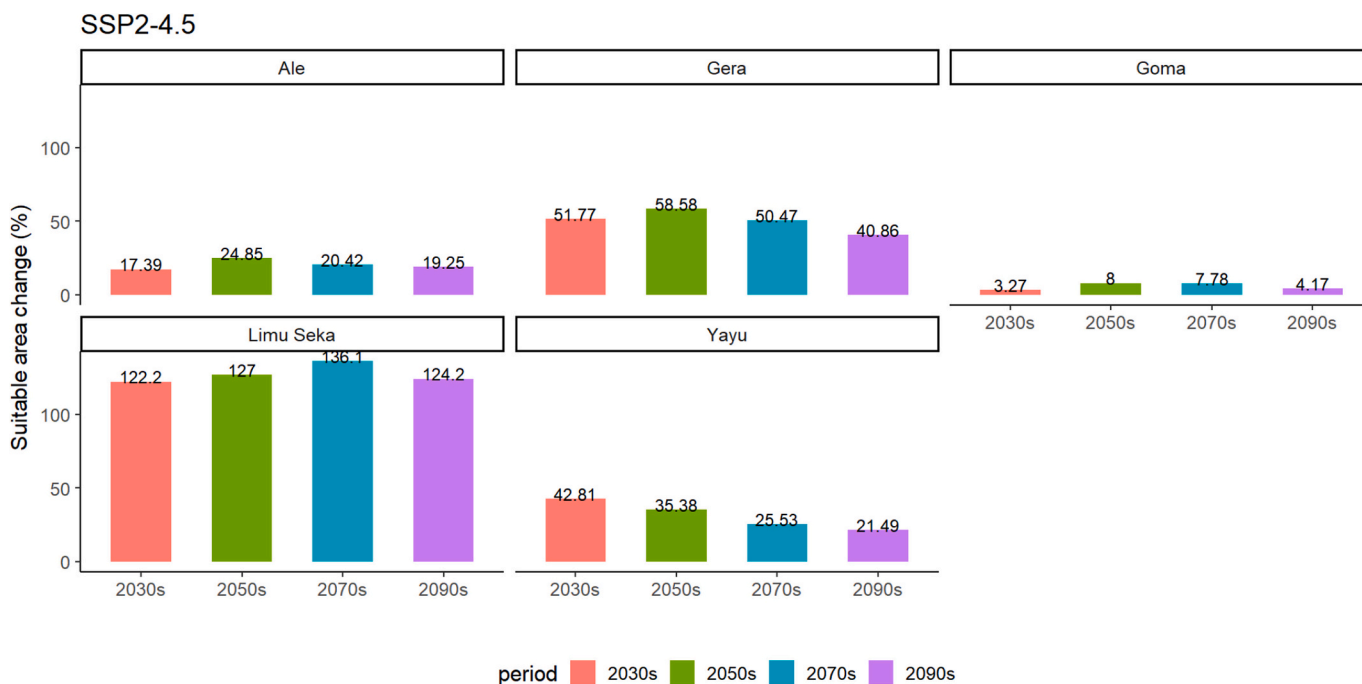 SSP2-4.5
Ale
Gera
Goma
Suitable area change (%)
100
50
0
17.39
24.85
20.42
19.25
51.77
58.58
50.47
40.86
3.27
8
7.78
4.17
2030s 2050s 2070s 2090s
Limu Seka
Yayu
100
50
0
122.2
127
136.1
124.2
42.81
35.38
25.53
21.49
2030s 2050s 2070s 2090s
2030s 2050s 2070s 2090s
period 2030s 2050s 2070s 2090s